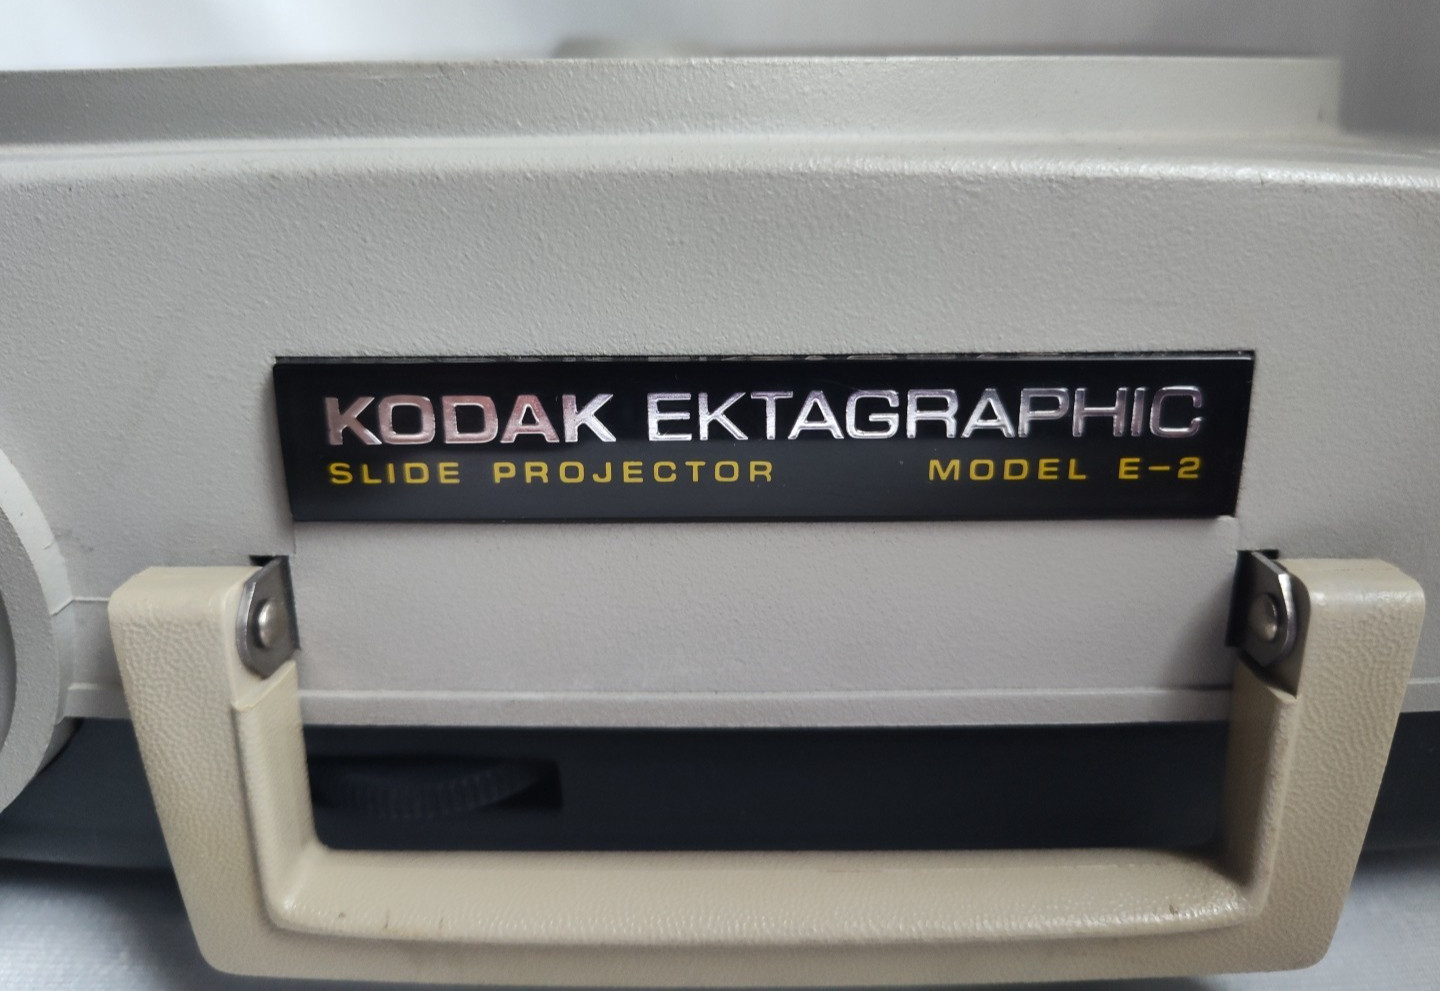 KODAK EKTAGRAPHIC
SLIDE PROJECTOR MODEL E-2